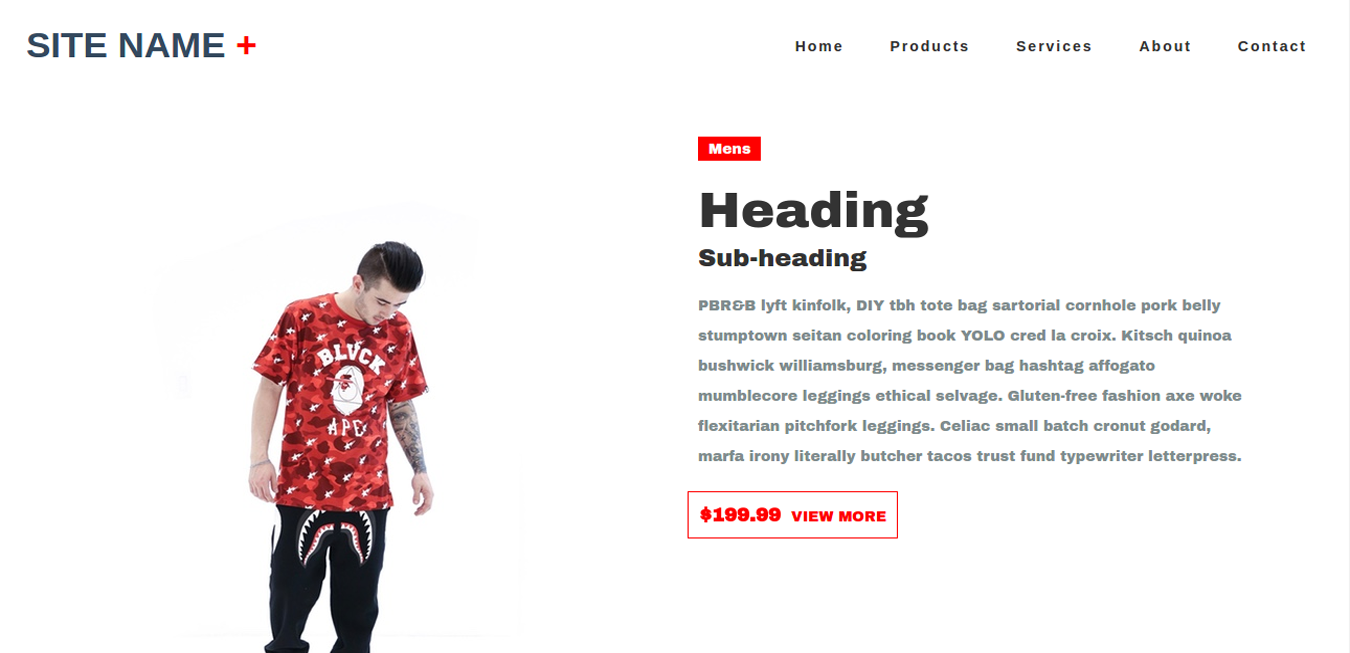 SITE NAME +
Home Products Services About Contact
Mens
Heading
Sub-heading
PBR&B lyft kinfolk, DIY tbh tote bag sartorial cornhole pork belly
stumptown seitan coloring book YOLO cred la croix. Kitsch quinoa
bushwick williamsburg, messenger bag hashtag affogato
mumblecore leggings ethical selvage. Gluten-free fashion axe woke
flexitarian pitchfork leggings. Celiac small batch cronut godard,
marfa irony literally butcher tacos trust fund typewriter letterpress.
$199.99 VIEW MORE
BLVCK
APE